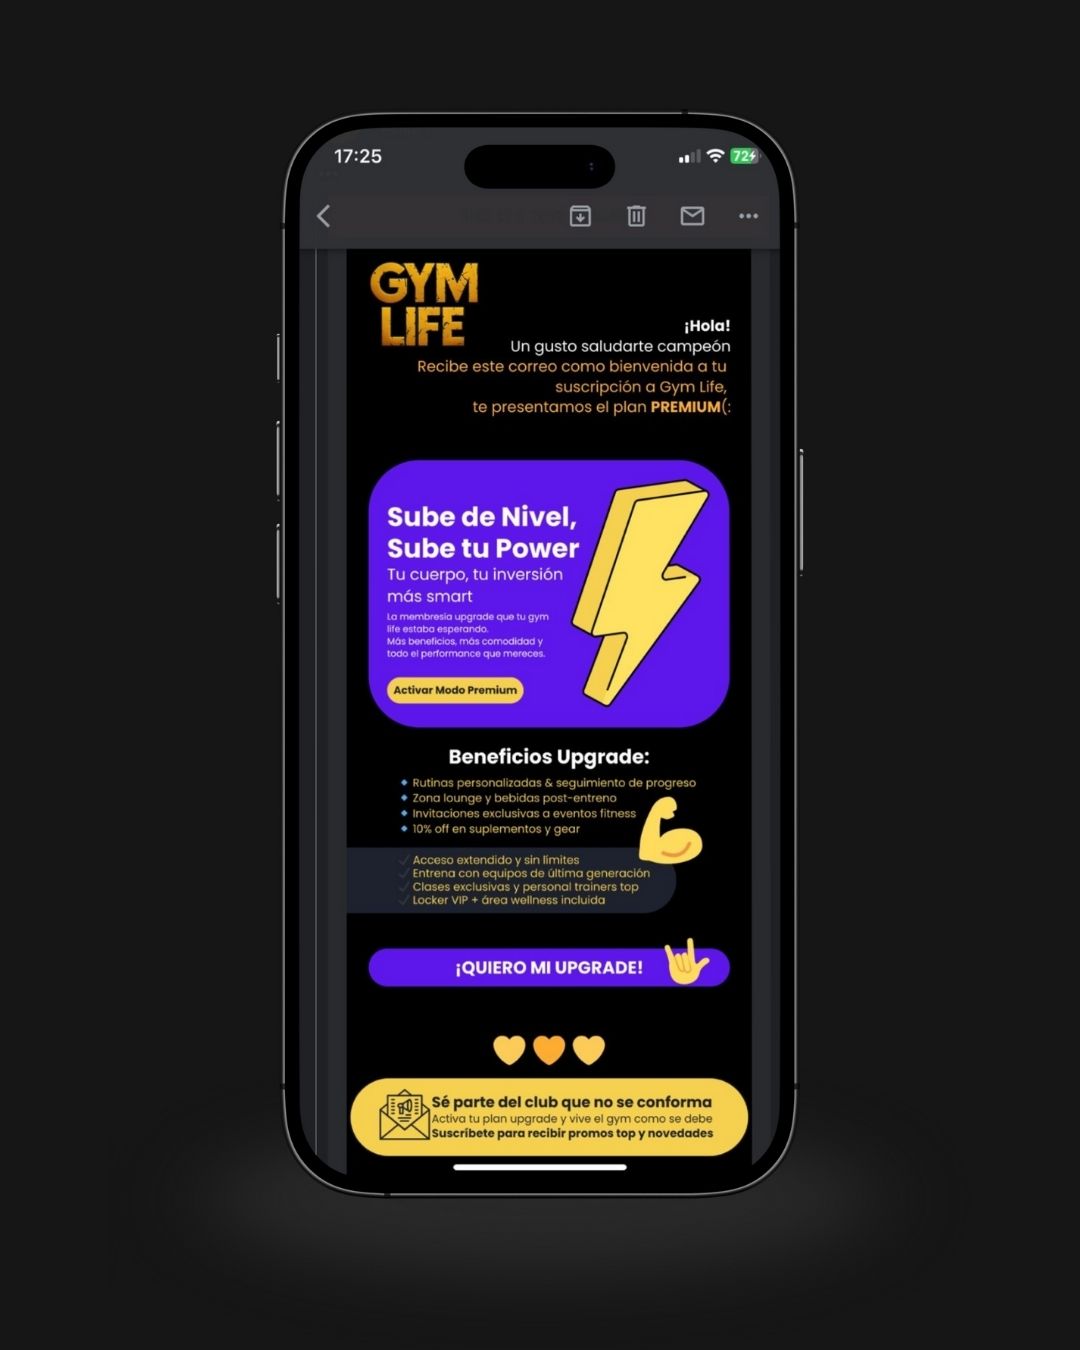 17:25
72
GYM
LIFE
¡Hola!
Un gusto saludarte campeón
Recibe este correo como bienvenida a tu
suscripción a Gym Life,
te presentamos el plan PREMIUM(:
Sube de Nivel,
Sube tu Power
Tu cuerpo, tu inversión
más smart
La membresía upgrade que tu gym
life estaba esperando.
Más beneficios, más comodidad y
todo el performance que mereces.
Activar Modo Premium
Beneficios Upgrade:
Rutinas personalizadas & seguimiento de progreso
Zona lounge y bebidas post-entreno
Invitaciones exclusivas a eventos fitness
10% off en suplementos y gear
Acceso extendido y sin límites
Entrena con equipos de última generación
Clases exclusivas y personal trainers top
Locker VIP + área wellness incluida
¡QUIERO MI UPGRADE!
Sé parte del club que no se conforma
Activa tu plan upgrade y vive el gym como se debe
Suscríbete para recibir promos top y novedades